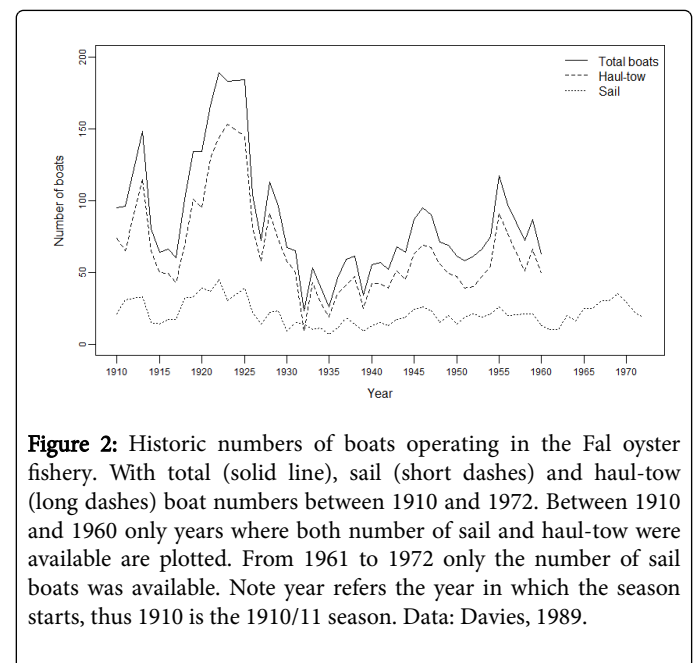 200
150
100
50
0
Number of boats
Total boats
Haul-tow
Sail
1910 1915 1920 1925 1930 1935 1940 1945 1950 1955 1960 1965 1970
Year
Figure 2: Historic numbers of boats operating in the Fal oyster
fishery. With total (solid line), sail (short dashes) and haul-tow
(long dashes) boat numbers between 1910 and 1972. Between 1910
and 1960 only years where both number of sail and haul-tow were
available are plotted. From 1961 to 1972 only the number of sail
boats was available. Note year refers the year in which the season
starts, thus 1910 is the 1910/11 season. Data: Davies, 1989.